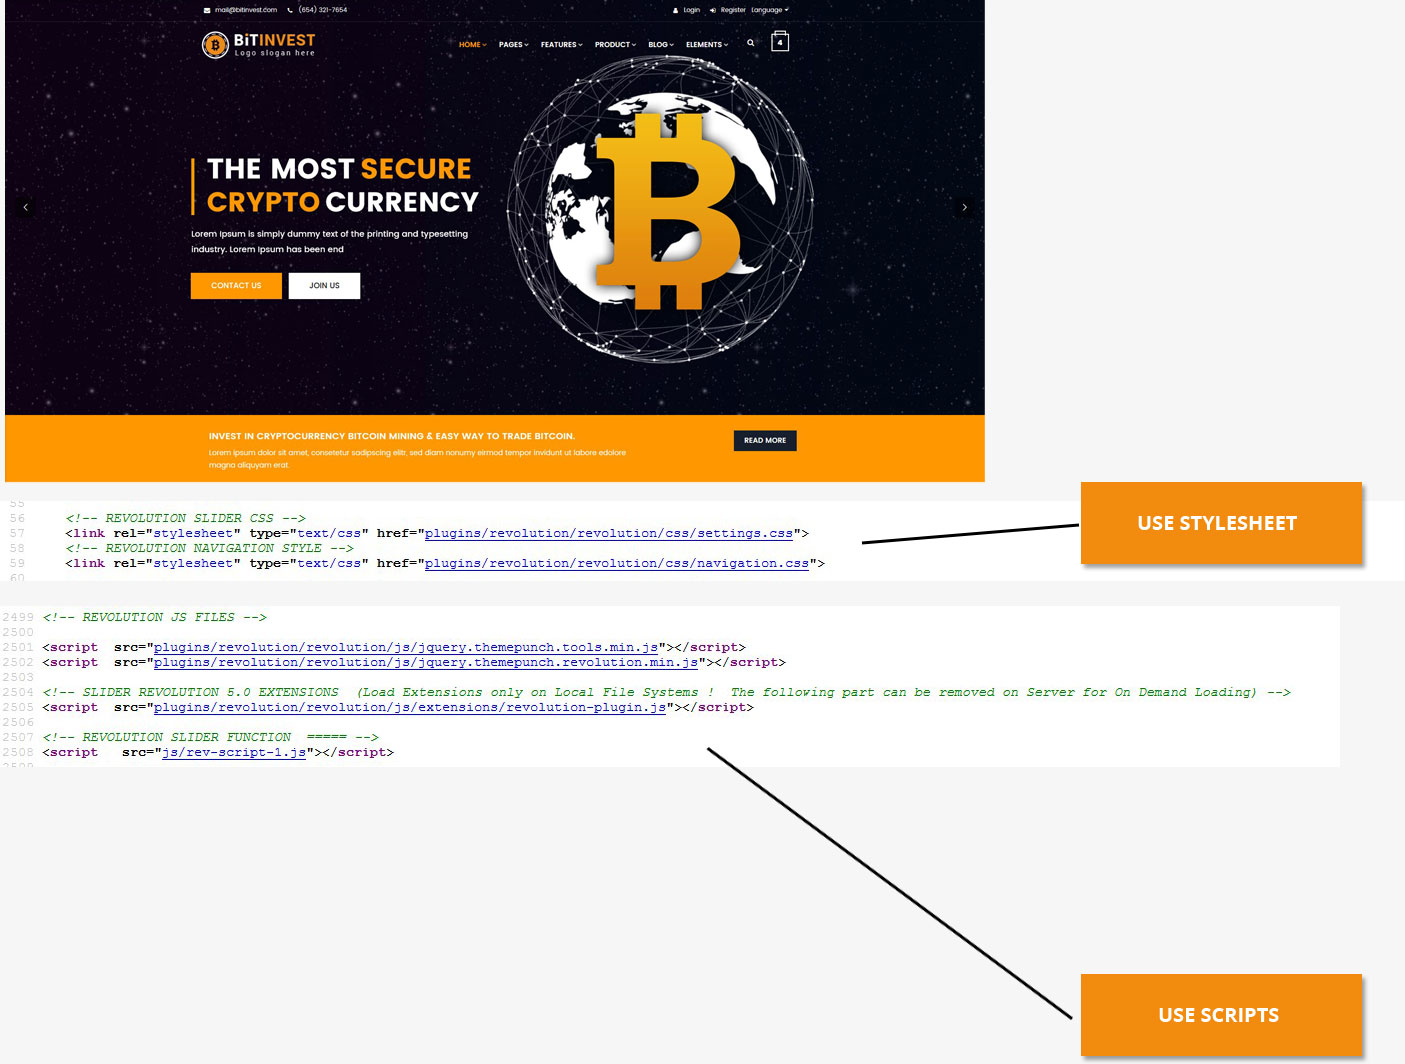 mail@bitinvest.com (654) 321-7654 Login Register Language
BiTINVEST
Logo slogan here
HOME PAGES FEATURES PRODUCT BLOG ELEMENTS 4
THE MOST SECURE
CRYPTO CURRENCY
Lorem Ipsum is simply dummy text of the printing and typesetting
industry. Lorem Ipsum has been end
CONTACT US JOIN US
INVEST IN CRYPTOCURRENCY BITCOIN MINING & EASY WAY TO TRADE BITCOIN.
READ MORE
Lorem ipsum dolor sit amet, consetetur sadipscing elitr, sed diam nonumy eirmod tempor invidunt ut labore edolore
magna aliquyam erat.
55
56 <!-- REVOLUTION SLIDER CSS -->
57 <link rel="stylesheet" type="text/css" href="plugins/revolution/revolution/css/settings.css">
58 <!-- REVOLUTION NAVIGATION STYLE -->
59 <link rel="stylesheet" type="text/css" href="plugins/revolution/revolution/css/navigation.css">
60
USE STYLESHEET
2499 <!-- REVOLUTION JS FILES -->
2500
2501 <script  src="plugins/revolution/revolution/js/jquery.themepunch.tools.min.js"></script>
2502 <script  src="plugins/revolution/revolution/js/jquery.themepunch.revolution.min.js"></script>
2503
2504 <!-- SLIDER REVOLUTION 5.0 EXTENSIONS  (Load Extensions only on Local File Systems !  The following part can be removed on Server for On Demand Loading) -->
2505 <script  src="plugins/revolution/revolution/js/extensions/revolution-plugin.js"></script>
2506
2507 <!-- REVOLUTION SLIDER FUNCTION  ===== -->
2508 <script   src="js/rev-script-1.js"></script>
2509
USE SCRIPTS